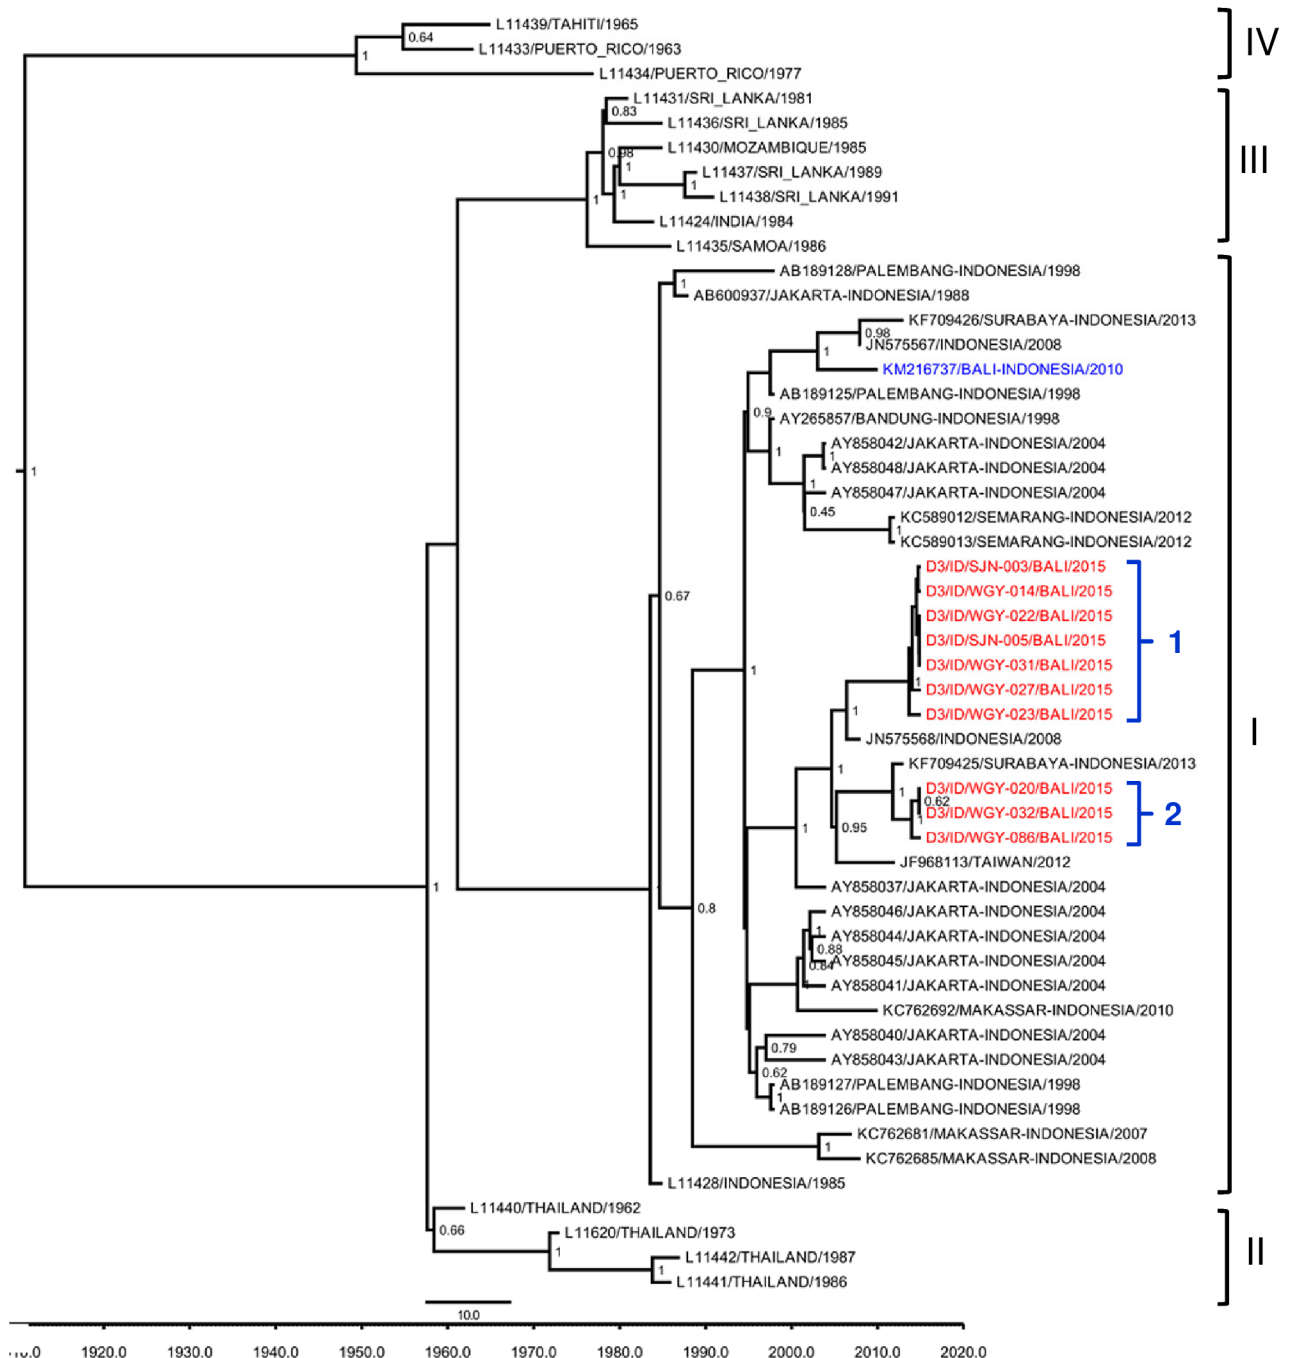 L11439/TAHITI/1965
0.64
L11433/PUERTO_RICO/1963
1
L11434/PUERTO_RICO/1977
IV
L11431/SRI_LANKA/1981
0.83
L11436/SRI_LANKA/1985
L11430/MOZAMBIQUE/1985
0.98
1
L11437/SRI_LANKA/1989
1
L11438/SRI_LANKA/1991
1
1
L11424/INDIA/1984
L11435/SAMOA/1986
III
AB189128/PALEMBANG-INDONESIA/1998
1
AB600937/JAKARTA-INDONESIA/1988
KF709426/SURABAYA-INDONESIA/2013
0.98
JN575567/INDONESIA/2008
1
KM216737/BALI-INDONESIA/2010
AB189125/PALEMBANG-INDONESIA/1998
0.9
AY265857/BANDUNG-INDONESIA/1998
AY858042/JAKARTA-INDONESIA/2004
1
1
AY858048/JAKARTA-INDONESIA/2004
1
AY858047/JAKARTA-INDONESIA/2004
0.45
KC589012/SEMARANG-INDONESIA/2012
1
KC589013/SEMARANG-INDONESIA/2012
1
D3/ID/SJN-003/BALI/2015
D3/ID/WGY-014/BALI/2015
0.67
D3/ID/WGY-022/BALI/2015
D3/ID/SJN-005/BALI/2015
1
D3/ID/WGY-031/BALI/2015
1
1
D3/ID/WGY-027/BALI/2015
1
D3/ID/WGY-023/BALI/2015
JN575568/INDONESIA/2008
I
KF709425/SURABAYA-INDONESIA/2013
1
D3/ID/WGY-020/BALI/2015
1
0.62
D3/ID/WGY-032/BALI/2015
2
1
0.95
1
D3/ID/WGY-086/BALI/2015
JF968113/TAIWAN/2012
1
AY858037/JAKARTA-INDONESIA/2004
0.8
AY858046/JAKARTA-INDONESIA/2004
1
AY858044/JAKARTA-INDONESIA/2004
0.88
AY858045/JAKARTA-INDONESIA/2004
0.84
1
AY858041/JAKARTA-INDONESIA/2004
KC762692/MAKASSAR-INDONESIA/2010
AY858040/JAKARTA-INDONESIA/2004
0.79
AY858043/JAKARTA-INDONESIA/2004
0.62
AB189127/PALEMBANG-INDONESIA/1998
1
AB189126/PALEMBANG-INDONESIA/1998
KC762681/MAKASSAR-INDONESIA/2007
1
KC762685/MAKASSAR-INDONESIA/2008
L11428/INDONESIA/1985
L11440/THAILAND/1962
0.66
L11620/THAILAND/1973
1
L11442/THAILAND/1987
II
1
L11441/THAILAND/1986
10.0
1920.0 1930.0 1940.0 1950.0 1960.0 1970.0 1980.0 1990.0 2000.0 2010.0 2020.0